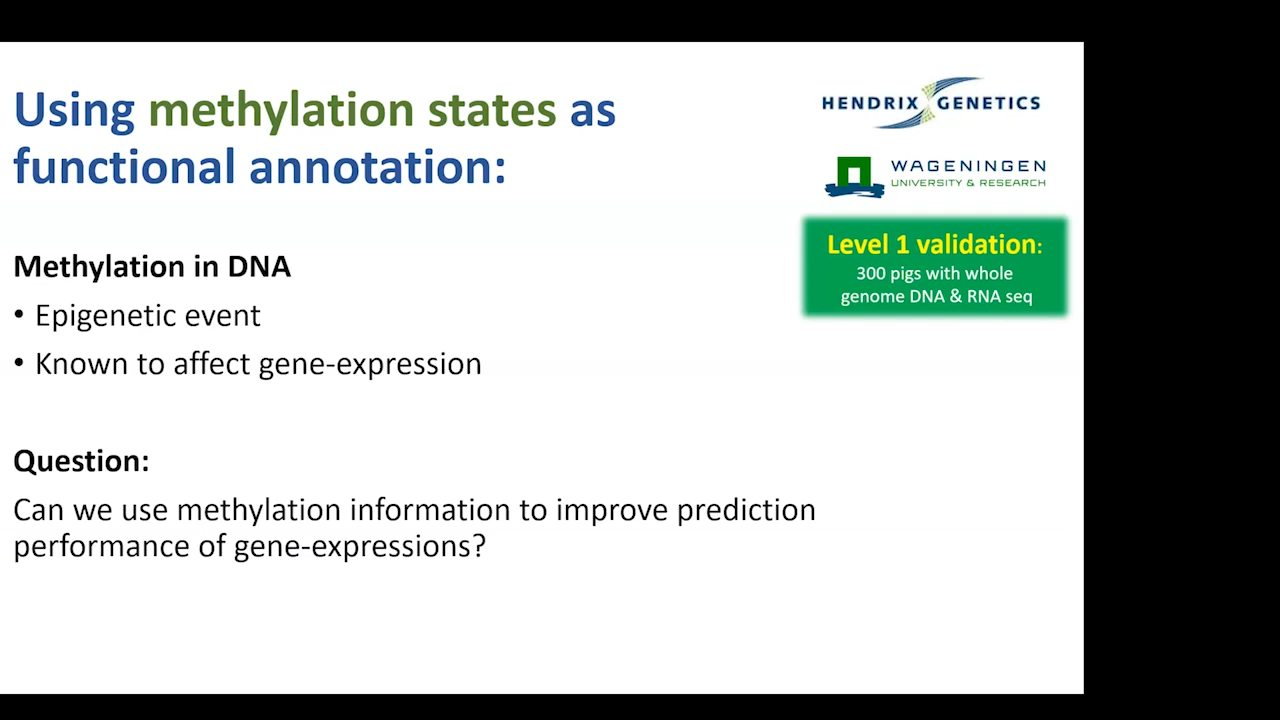 Using methylation states as
functional annotation:
HENDRIX GENETICS
WAGENINGEN
UNIVERSITY & RESEARCH
Level 1 validation:
300 pigs with whole
genome DNA & RNA seq
Methylation in DNA
• Epigenetic event
• Known to affect gene-expression
Question:
Can we use methylation information to improve prediction
performance of gene-expressions?